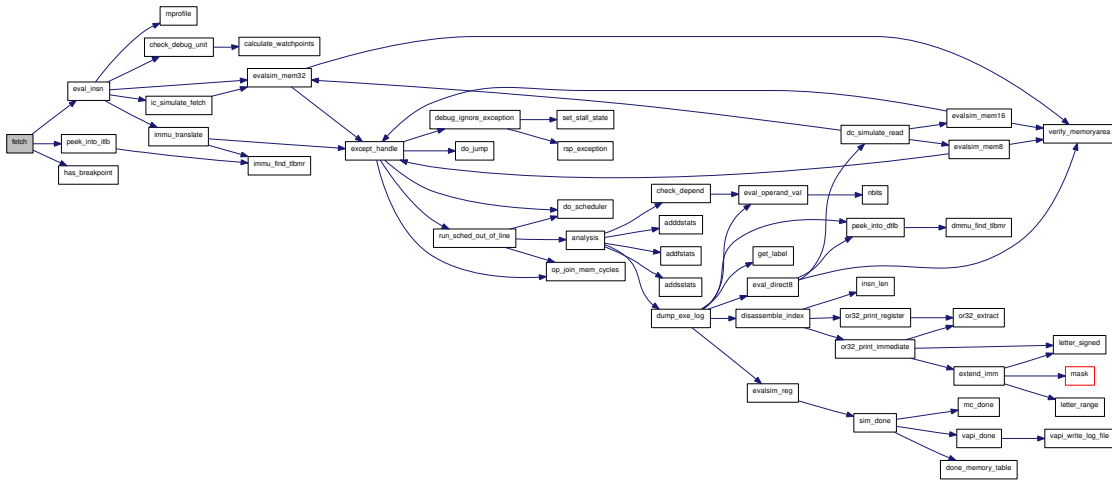 mprofile
check_debug_unit
calculate_watchpoints
evalsim_mem32
eval_insn
ic_simulate_fetch
immu_translate
fetch
peek_into_itlb
immu_find_tlbmr
has_breakpoint
except_handle
debug_ignore_exception
set_stall_state
do_jump
rsp_exception
dc_simulate_read
evalsim_mem16
evalsim_mem8
verify_memoryarea
do_scheduler
run_sched_out_of_line
analysis
op_join_mem_cycles
check_depend
eval_operand_val
nbits
adddstats
addfstats
addsstats
get_label
peek_into_dtlb
dmmu_find_tlbmr
eval_direct8
insn_len
dump_exe_log
disassemble_index
or32_print_register
or32_extract
or32_print_immediate
letter_signed
extend_imm
mask
letter_range
evalsim_reg
sim_done
mc_done
vapi_done
vapi_write_log_file
done_memory_table